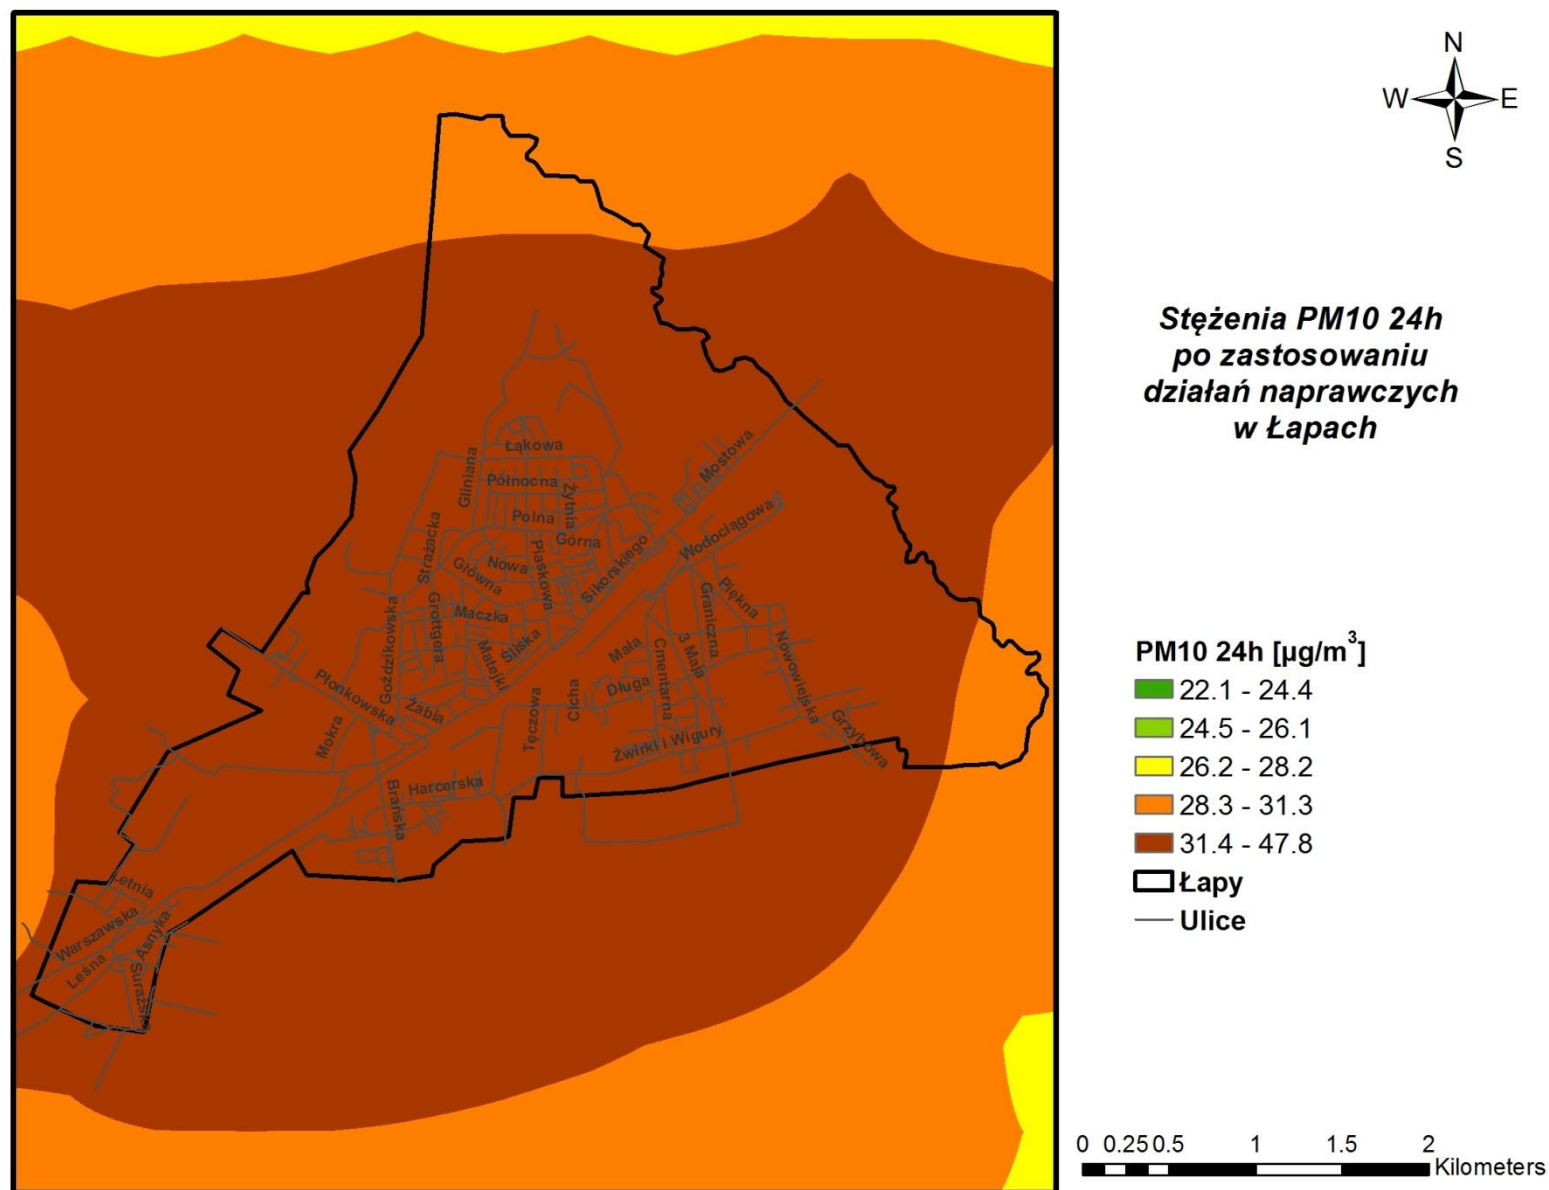 N
W E
S
Stężenia PM10 24h
po zastosowaniu
działań naprawczych
w Łapach
PM10 24h [µg/m³]
22.1 - 24.4
24.5 - 26.1
26.2 - 28.2
28.3 - 31.3
31.4 - 47.8
Łapy
Ulice
0 0.25 0.5 1 1.5 2
Kilometers
Łąkowa
Gliniana
Północna
Żytnia
Polna
Górna
Mostowa
Wodociągowa
Strażacka
Nowa
Główna
Piaskowa
Sikorskiego
Grottgera
Maczka
Goździkowska
Śliska
Matejki
Graniczna
Piękna
3 Maja
Mała
Cmentarna
Nowowiejska
Długa
Cicha
Płonkowska
Żabia
Mokra
Tęczowa
Żwirki i Wigury
Grzybowa
Harcerska
Brańska
Letnia
Warszawska
Asnyka
Leśna
Suraska